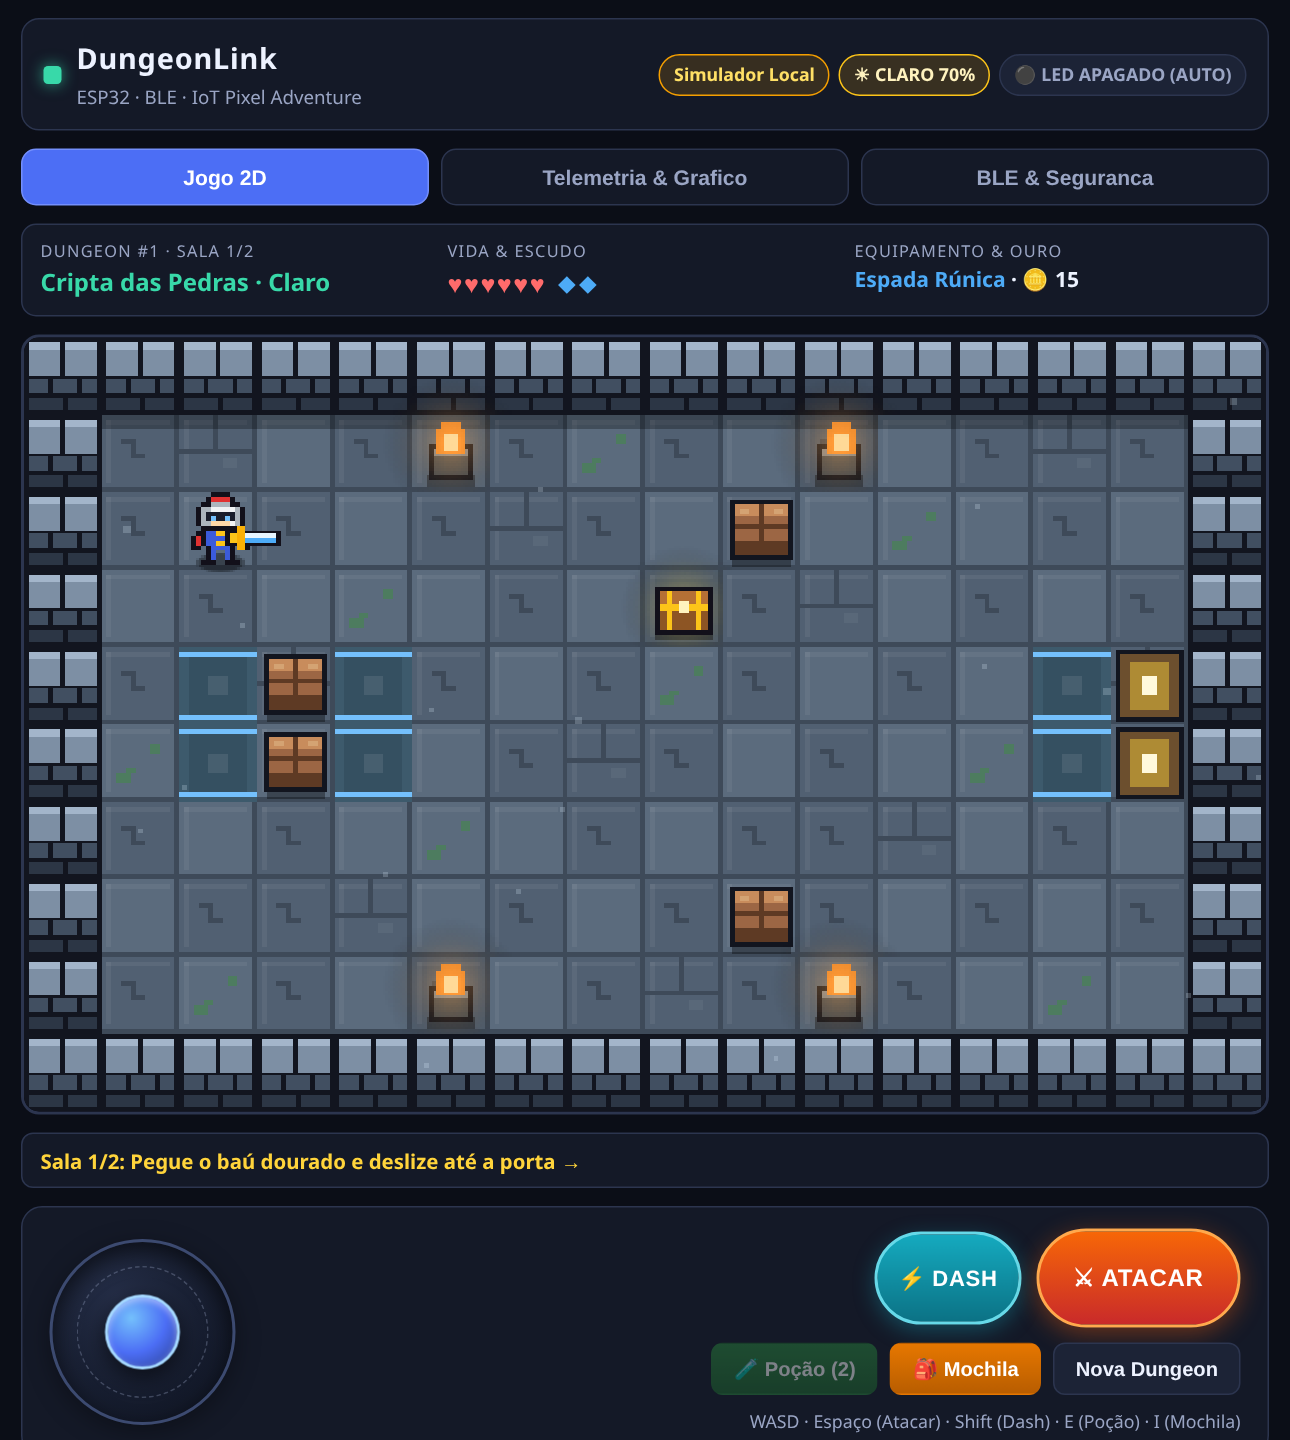 DungeonLink
ESP32 · BLE · IoT Pixel Adventure
Simulador Local
☀ CLARO 70%
LED APAGADO (AUTO)
Jogo 2D
Telemetria & Grafico
BLE & Seguranca
DUNGEON #1 · SALA 1/2
Cripta das Pedras · Claro
VIDA & ESCUDO
♥♥♥♥♥♥ ◆◆
EQUIPAMENTO & OURO
Espada Rúnica · 🪙 15
Sala 1/2: Pegue o baú dourado e deslize até a porta →
⚡ DASH
⚔ ATACAR
🧪 Poção (2)
🎒 Mochila
Nova Dungeon
WASD · Espaço (Atacar) · Shift (Dash) · E (Poção) · I (Mochila)